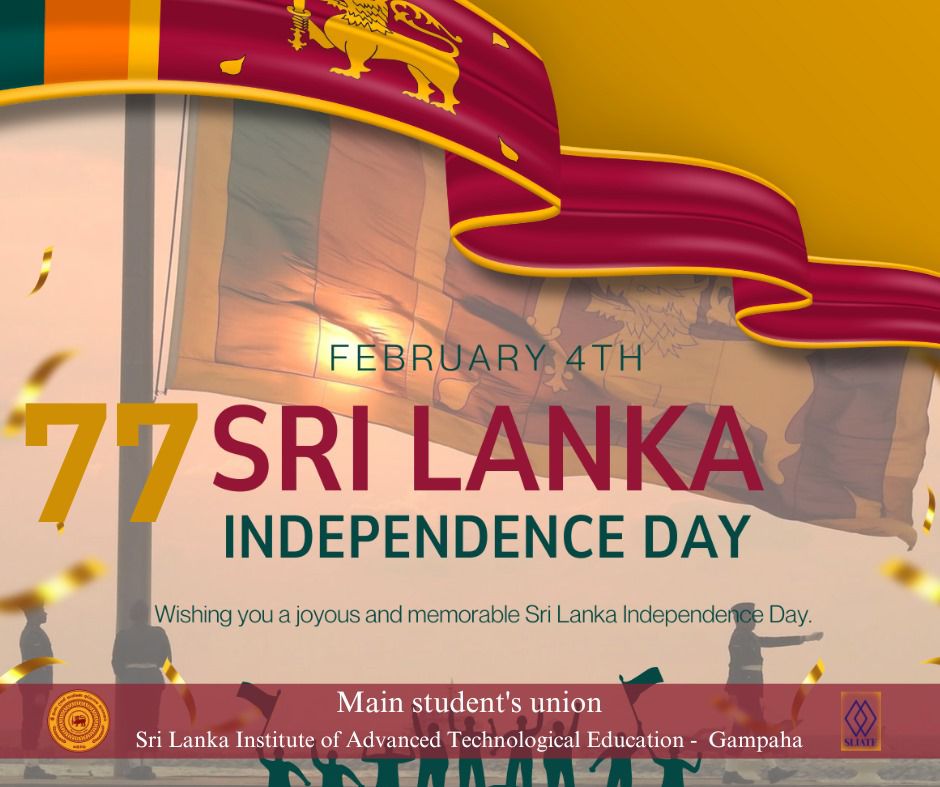 FEBRUARY 4TH
77 SRI LANKA
INDEPENDENCE DAY
Wishing you a joyous and memorable Sri Lanka Independence Day.
Main student's union
Sri Lanka Institute of Advanced Technological Education - Gampaha
SLIATE